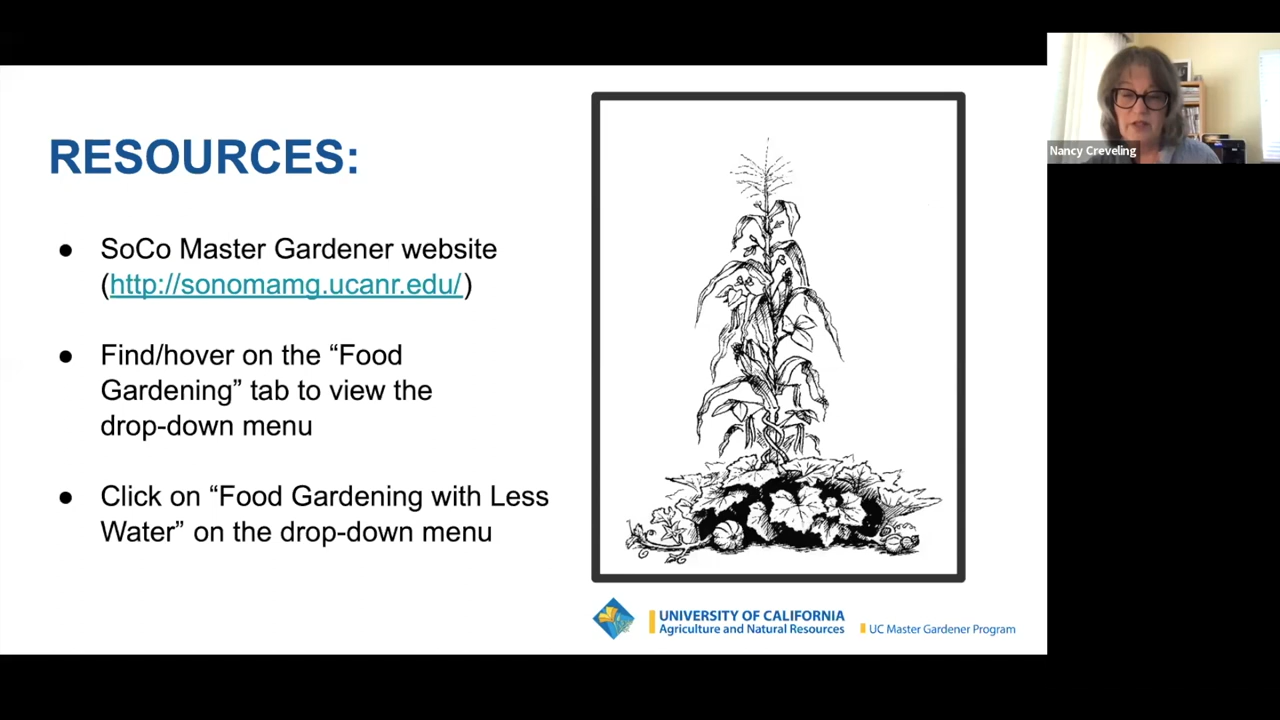 RESOURCES:
● SoCo Master Gardener website
(http://sonomamg.ucanr.edu/)
● Find/hover on the “Food
Gardening” tab to view the
drop-down menu
● Click on “Food Gardening with Less
Water” on the drop-down menu
UNIVERSITY OF CALIFORNIA
Agriculture and Natural Resources
UC Master Gardener Program
Nancy Creveling